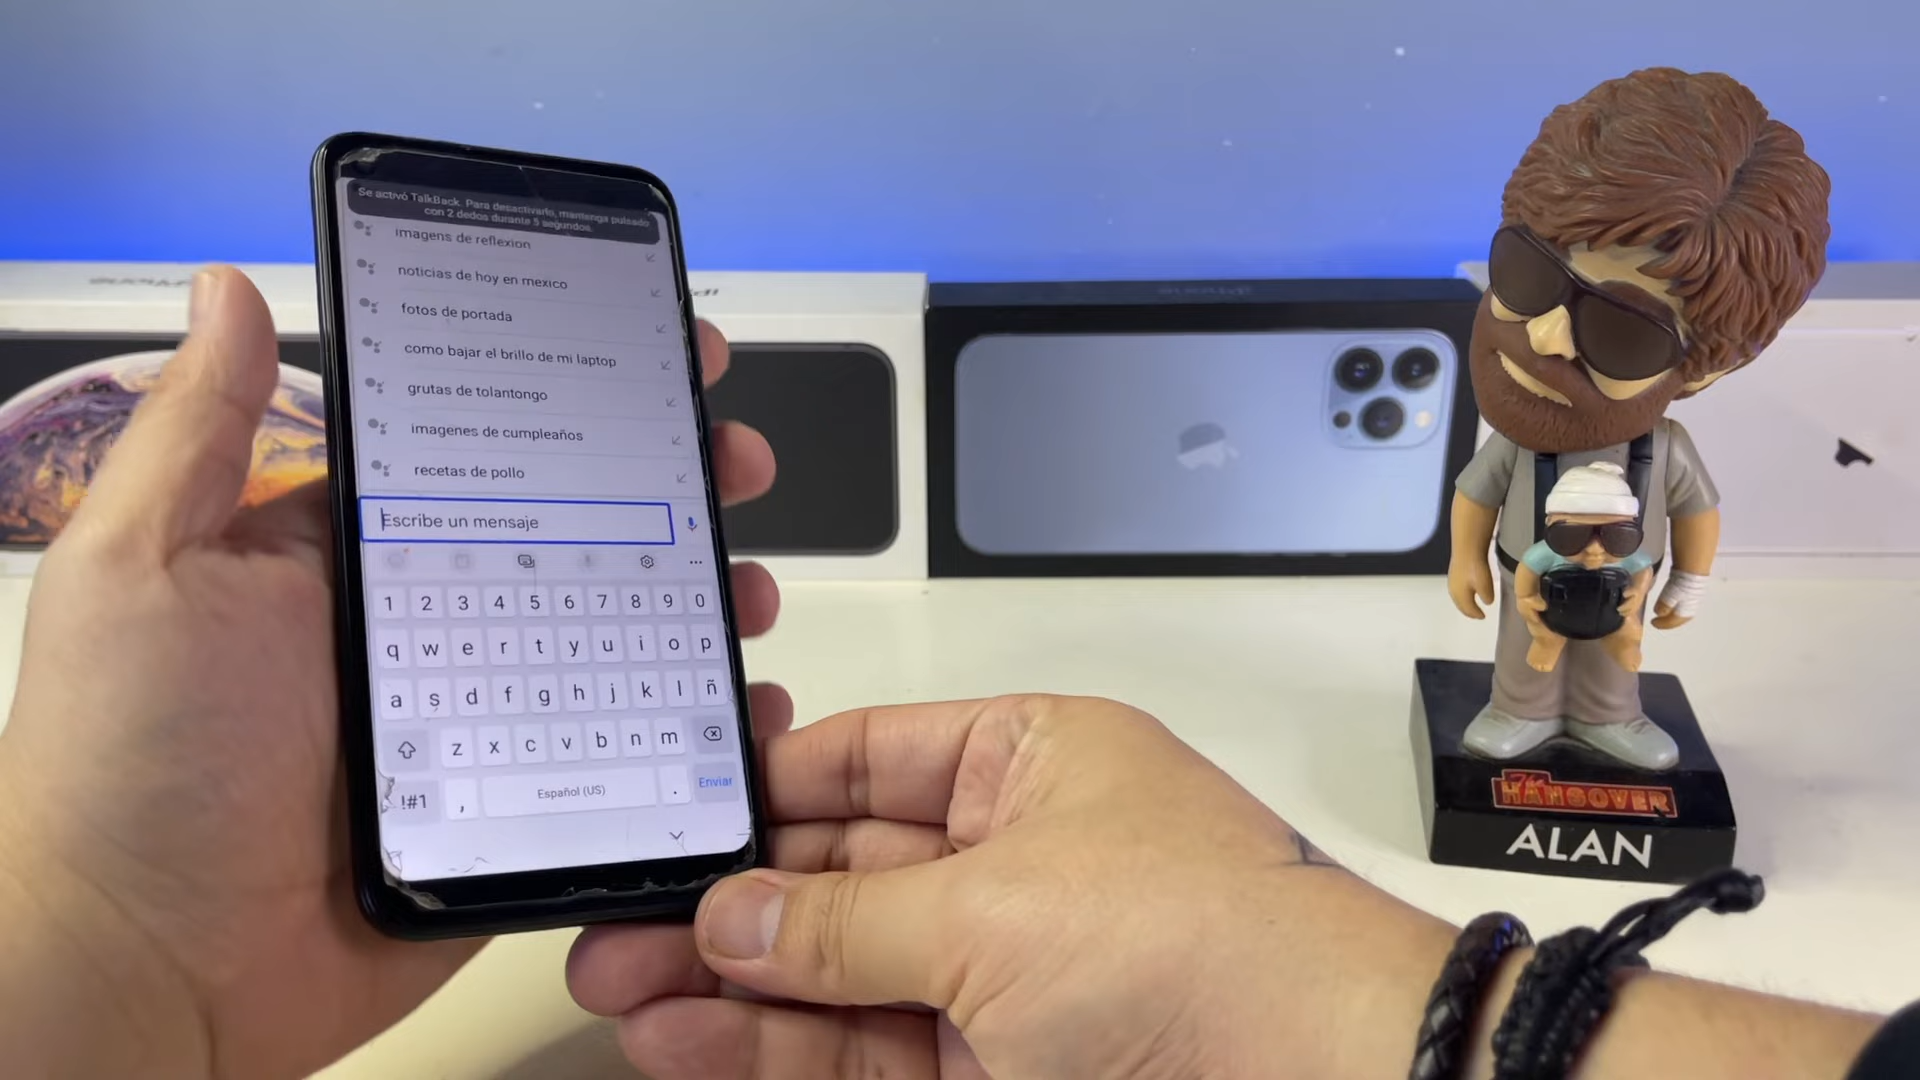 Se activó TalkBack. Para desactivarlo, mantenga pulsado
con 2 dedos durante 5 segundos.
imagens de reflexion
noticias de hoy en mexico
fotos de portada
como bajar el brillo de mi laptop
grutas de tolantongo
imagenes de cumpleaños
recetas de pollo
Escribe un mensaje
1 2 3 4 5 6 7 8 9 0
q w e r t y u i o p
a s d f g h j k l ñ
z x c v b n m
!#1 , Español (US) . Enviar
iPhone
The
HANGOVER
ALAN